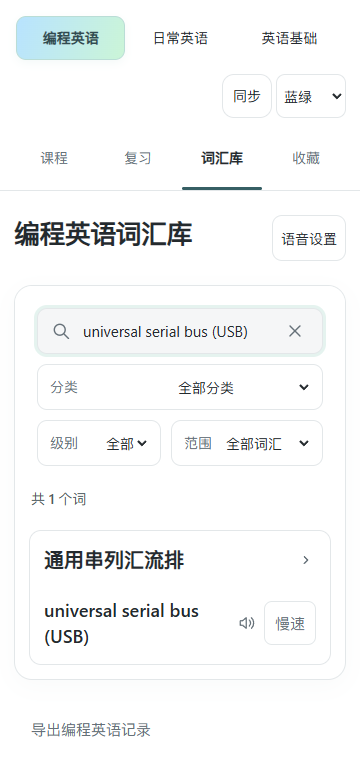 编程英语 日常英语 英语基础
同步 蓝绿
课程 复习 词汇库 收藏
编程英语词汇库 语音设置
universal serial bus (USB)
分类 全部分类
级别 全部 范围 全部词汇
共 1 个词
通用串列汇流排
universal serial bus
(USB)
慢速
导出编程英语记录